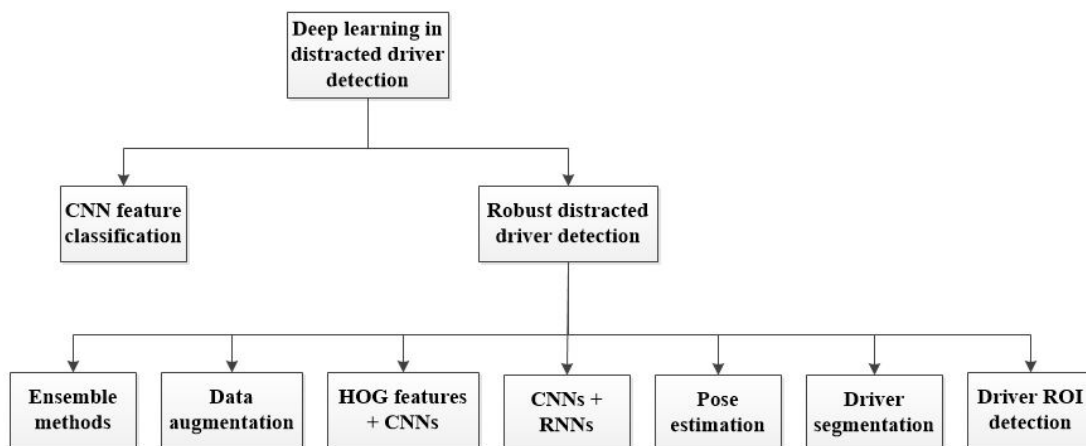 Deep learning in
distracted driver
detection
CNN feature
classification
Robust distracted
driver detection
Ensemble
methods
Data
augmentation
HOG features
+ CNNs
CNNs +
RNNs
Pose
estimation
Driver
segmentation
Driver ROI
detection